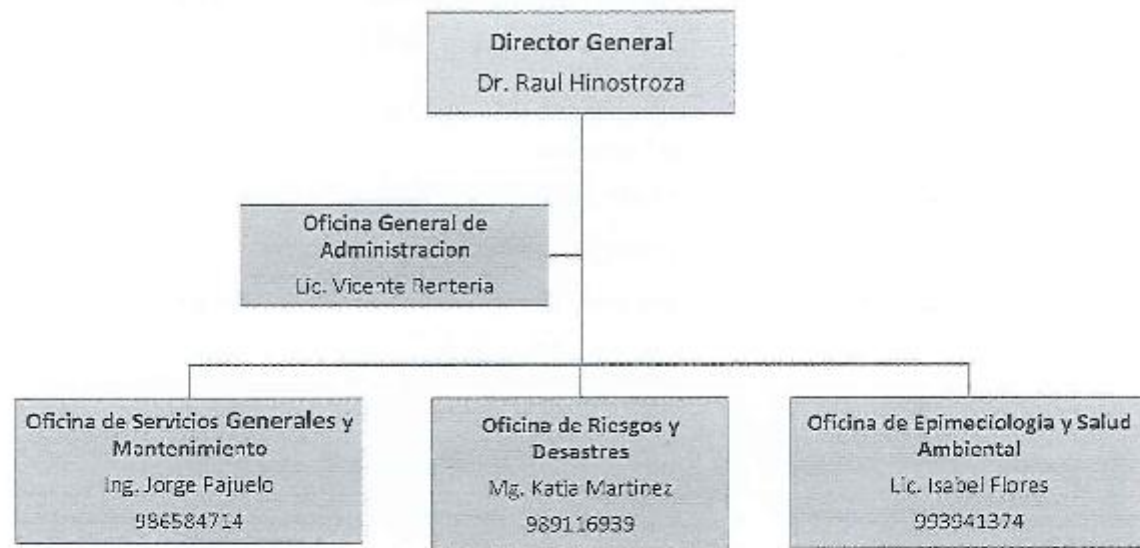 Director General
Dr. Raul Hinostroza
Oficina General de
Administracion
Lic. Vicente Renteria
Oficina de Servicios Generales y
Mantenimiento
Ing. Jorge Pajuelo
986584714
Oficina de Riesgos y
Desastres
Mg. Katia Martinez
989116939
Oficina de Epimeciologia y Salud
Ambiental
Lic. Isabel Flores
993941374